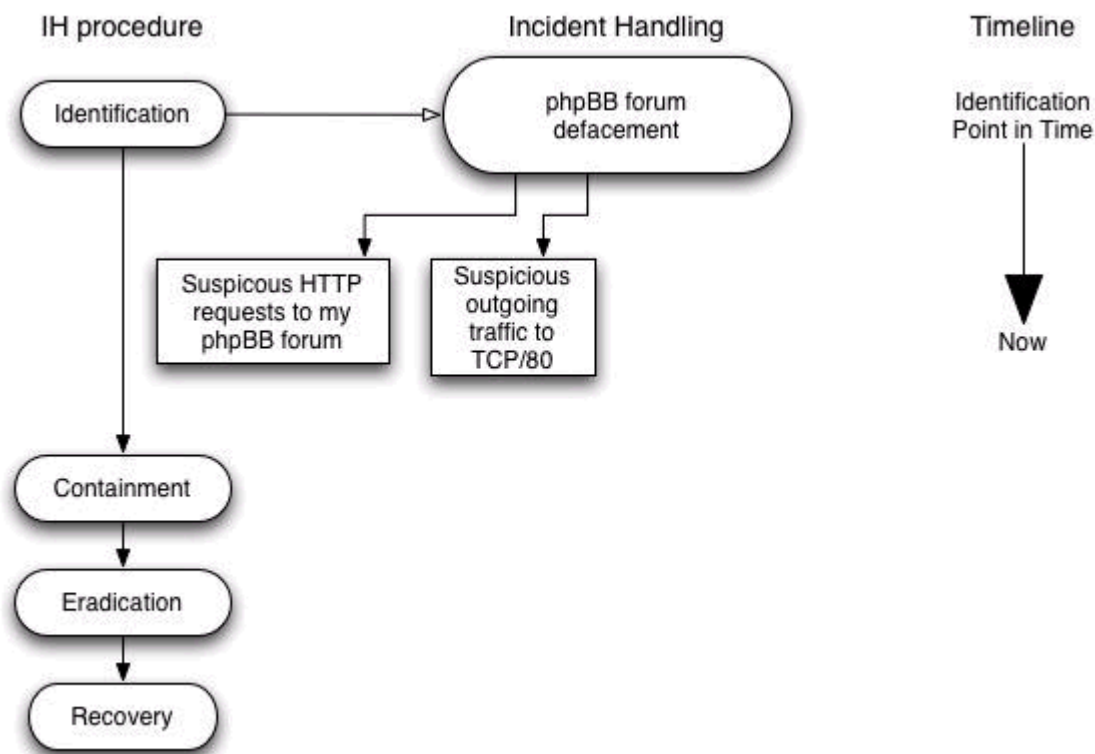 IH procedure
Incident Handling
Timeline
Identification
phpBB forum
defacement
Identification
Point in Time
Suspicous HTTP
requests to my
phpBB forum
Suspicious
outgoing
traffic to
TCP/80
Now
Containment
Eradication
Recovery